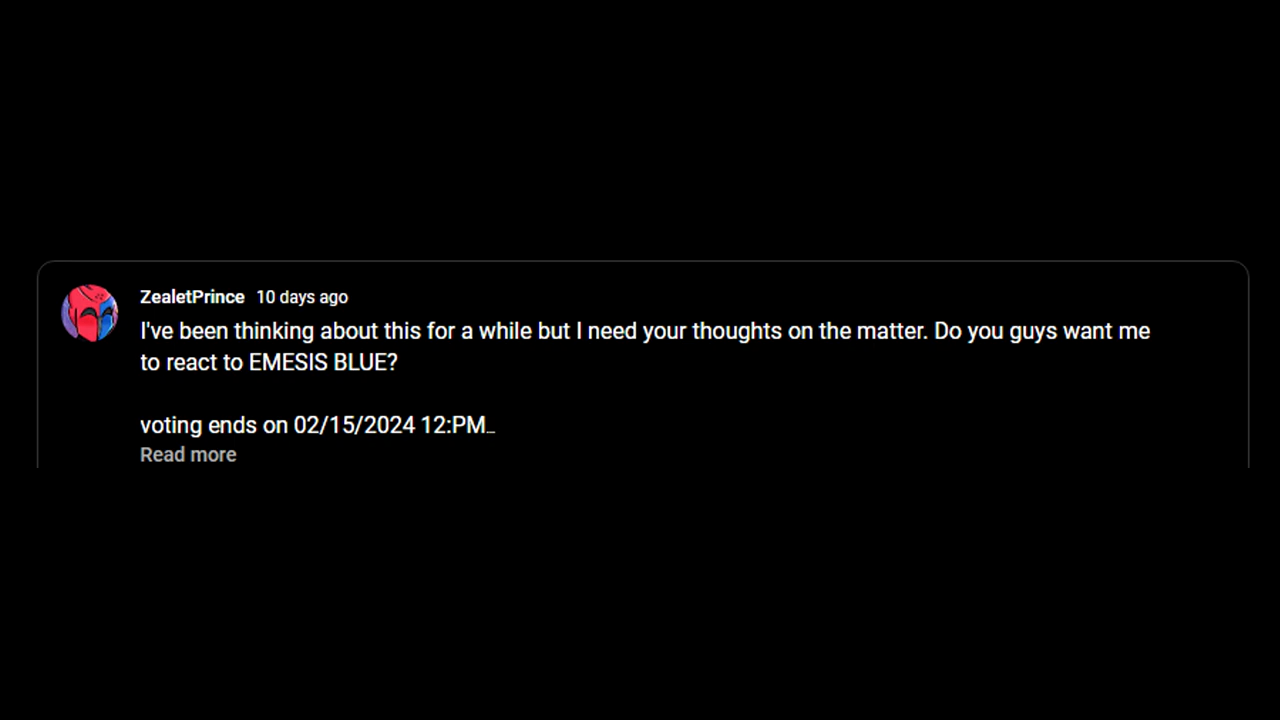 ZealetPrince 10 days ago
I've been thinking about this for a while but I need your thoughts on the matter. Do you guys want me
to react to EMESIS BLUE?
voting ends on 02/15/2024 12:PM...
Read more